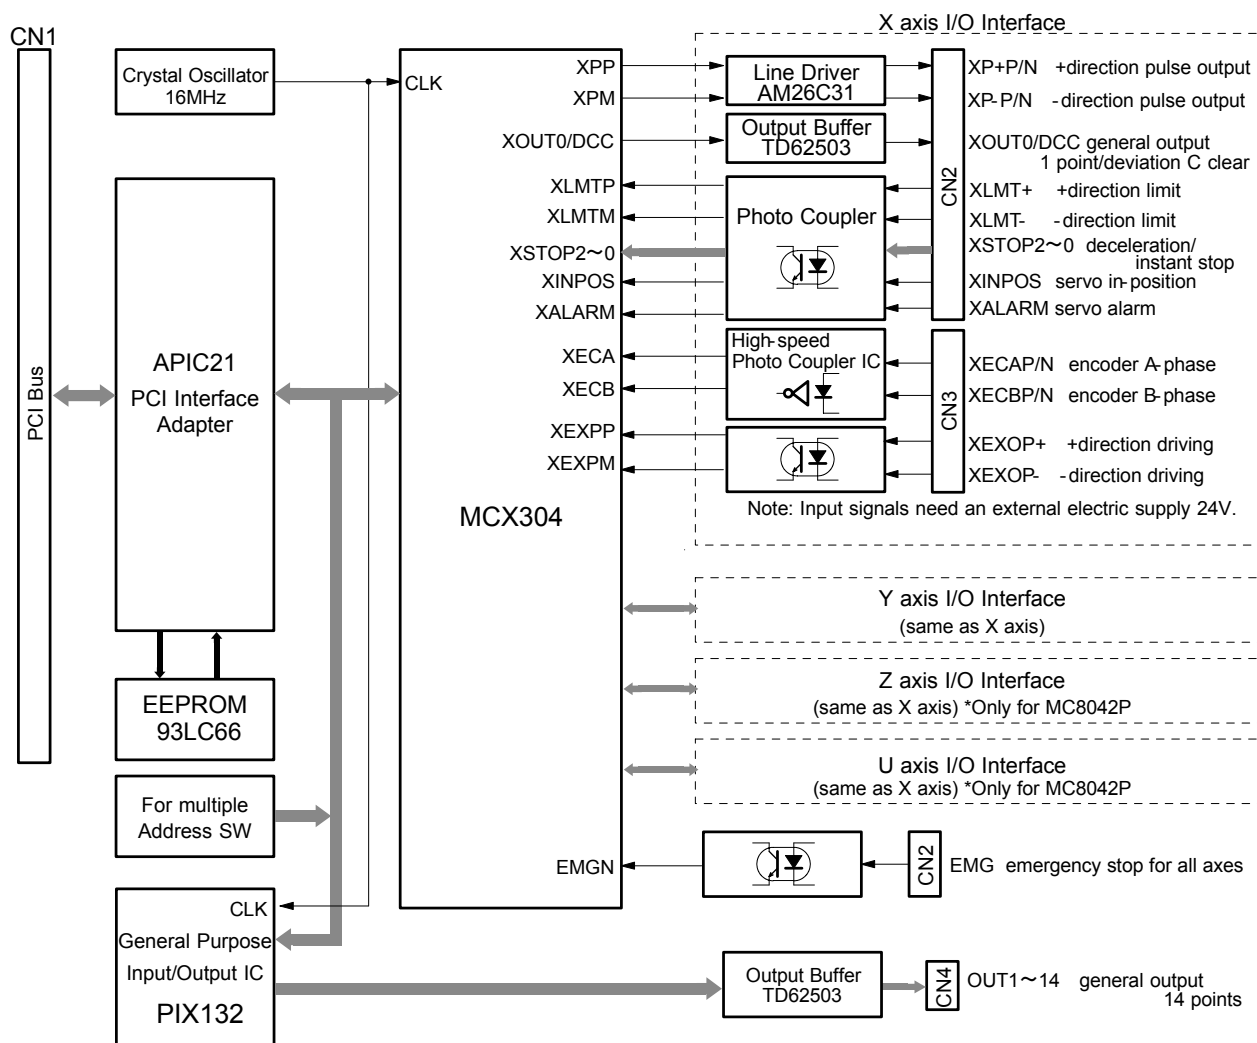 X axis I/O Interface
CN1
PCI Bus
Crystal Oscillator
16MHz
CLK
XPP
XPM
XOUT0/DCC
XLMTP
XLMTM
XSTOP2～0
XINPOS
XALARM
XECA
XECB
XEXPP
XEXPM
MCX304
EMGN
Line Driver
AM26C31
Output Buffer
TD62503
Photo Coupler
High-speed
Photo Coupler IC
CN2
CN3
XP+P/N +direction pulse output
XP-P/N -direction pulse output
XOUT0/DCC general output
1 point/deviation C clear
XLMT+ +direction limit
XLMT- -direction limit
XSTOP2～0 deceleration/
instant stop
XINPOS servo in-position
XALARM servo alarm
XECAP/N encoder A-phase
XECBP/N encoder B-phase
XEXOP+ +direction driving
XEXOP- -direction driving
Note: Input signals need an external electric supply 24V.
APIC21
PCI Interface
Adapter
EEPROM
93LC66
For multiple
Address SW
CLK
General Purpose
Input/Output IC
PIX132
Y axis I/O Interface
(same as X axis)
Z axis I/O Interface
(same as X axis) *Only for MC8042P
U axis I/O Interface
(same as X axis) *Only for MC8042P
CN2
EMG emergency stop for all axes
Output Buffer
TD62503
CN4
OUT1～14 general output
14 points